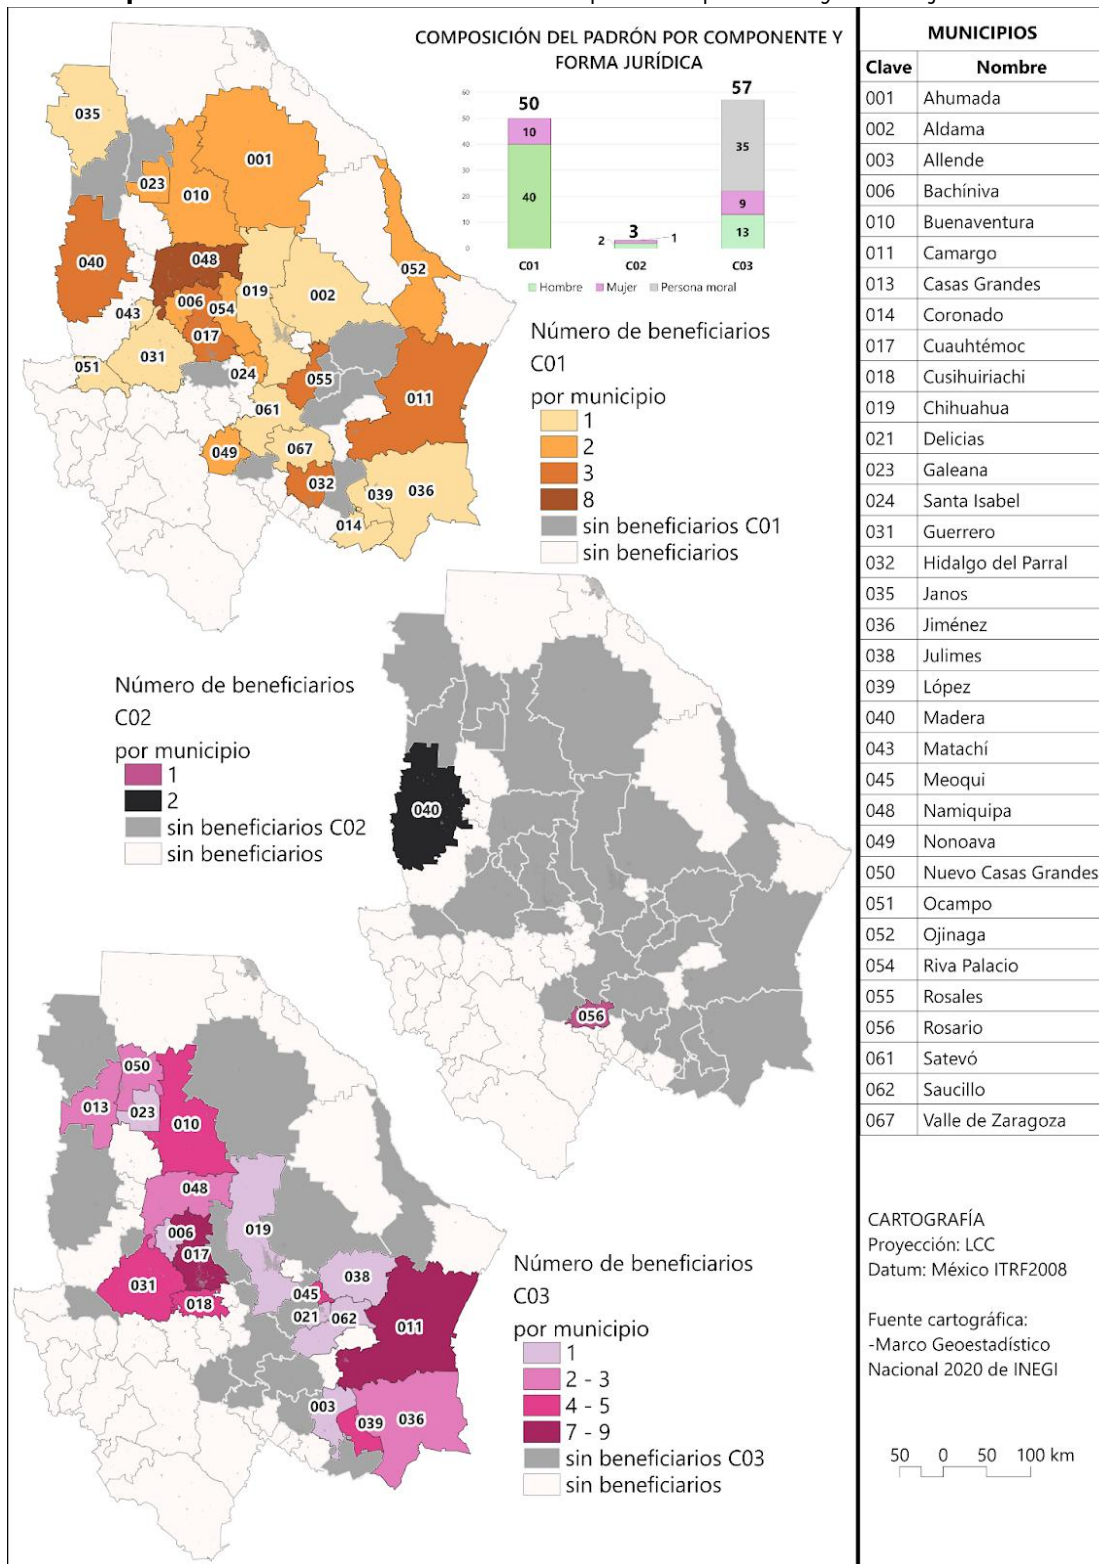 COMPOSICIÓN DEL PADRÓN POR COMPONENTE Y
FORMA JURÍDICA
60
50
40
30
20
10
0
50
10
40
3
2
1
57
35
9
13
C01
C02
C03
Hombre
Mujer
Persona moral
035
023
010
001
040
048
052
043
006
054
019
002
017
031
051
024
055
011
061
049
067
032
039
036
014
Número de beneficiarios
C01
por municipio
1
2
3
8
sin beneficiarios C01
sin beneficiarios
Número de beneficiarios
C02
por municipio
1
2
sin beneficiarios C02
sin beneficiarios
040
056
050
013
023
010
048
006
019
017
031
018
038
045
021
062
011
003
039
036
Número de beneficiarios
C03
por municipio
1
2 - 3
4 - 5
7 - 9
sin beneficiarios C03
sin beneficiarios
MUNICIPIOS
Clave Nombre
001 Ahumada
002 Aldama
003 Allende
006 Bachíniva
010 Buenaventura
011 Camargo
013 Casas Grandes
014 Coronado
017 Cuauhtémoc
018 Cusihuiriachi
019 Chihuahua
021 Delicias
023 Galeana
024 Santa Isabel
031 Guerrero
032 Hidalgo del Parral
035 Janos
036 Jiménez
038 Julimes
039 López
040 Madera
043 Matachí
045 Meoqui
048 Namiquipa
049 Nonoava
050 Nuevo Casas Grandes
051 Ocampo
052 Ojinaga
054 Riva Palacio
055 Rosales
056 Rosario
061 Satevó
062 Saucillo
067 Valle de Zaragoza
CARTOGRAFÍA
Proyección: LCC
Datum: México ITRF2008
Fuente cartográfica:
-Marco Geoestadístico
Nacional 2020 de INEGI
50 0 50 100 km